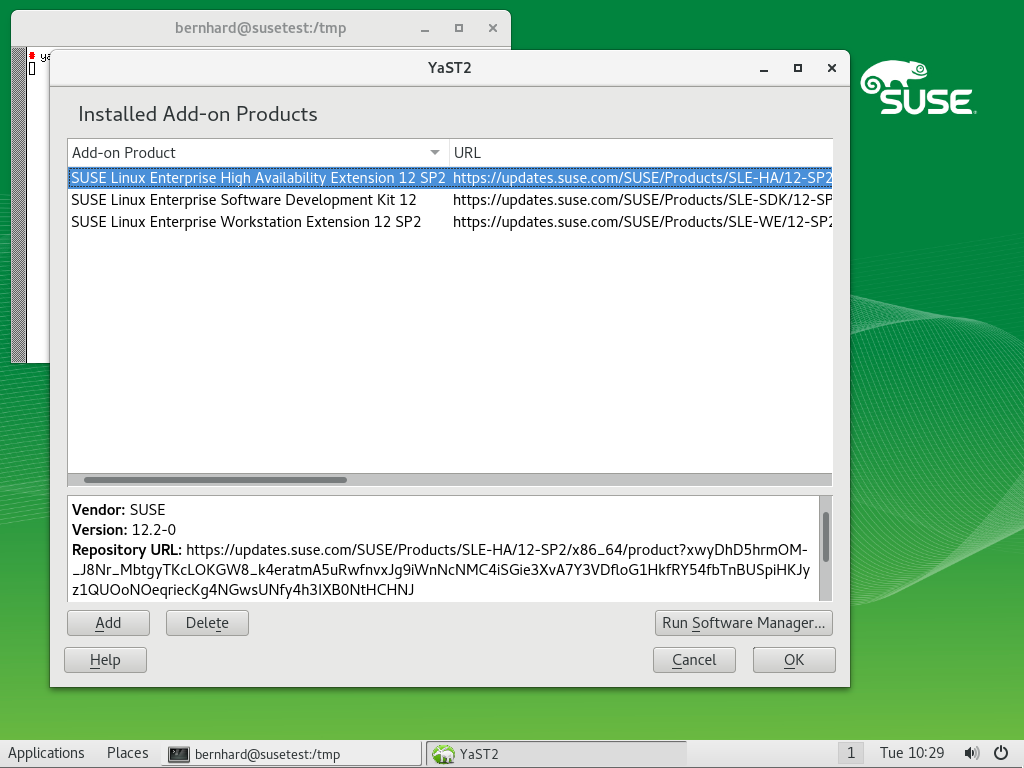 bernhard@susetest:/tmp
ya
YaST2
SUSE
Installed Add-on Products
Add-on Product URL
SUSE Linux Enterprise High Availability Extension 12 SP2 https://updates.suse.com/SUSE/Products/SLE-HA/12-SP2
SUSE Linux Enterprise Software Development Kit 12 https://updates.suse.com/SUSE/Products/SLE-SDK/12-SP
SUSE Linux Enterprise Workstation Extension 12 SP2 https://updates.suse.com/SUSE/Products/SLE-WE/12-SP2
Vendor: SUSE
Version: 12.2-0
Repository URL: https://updates.suse.com/SUSE/Products/SLE-HA/12-SP2/x86_64/product?xwyDhD5hrmOM-
_J8Nr_MbtgyTKcLOKGW8_k4eratmA5uRwfnvxJg9iWnNcNMC4iSGie3XvA7Y3VDfloG1HkfRY54fbTnBUSpiHKJy
z1QUOoNOeqriecKg4NGwsUNfy4h3IXB0NtHCHNJ
Add Delete Run Software Manager...
Help Cancel OK
Applications Places bernhard@susetest:/tmp YaST2 1 Tue 10:29